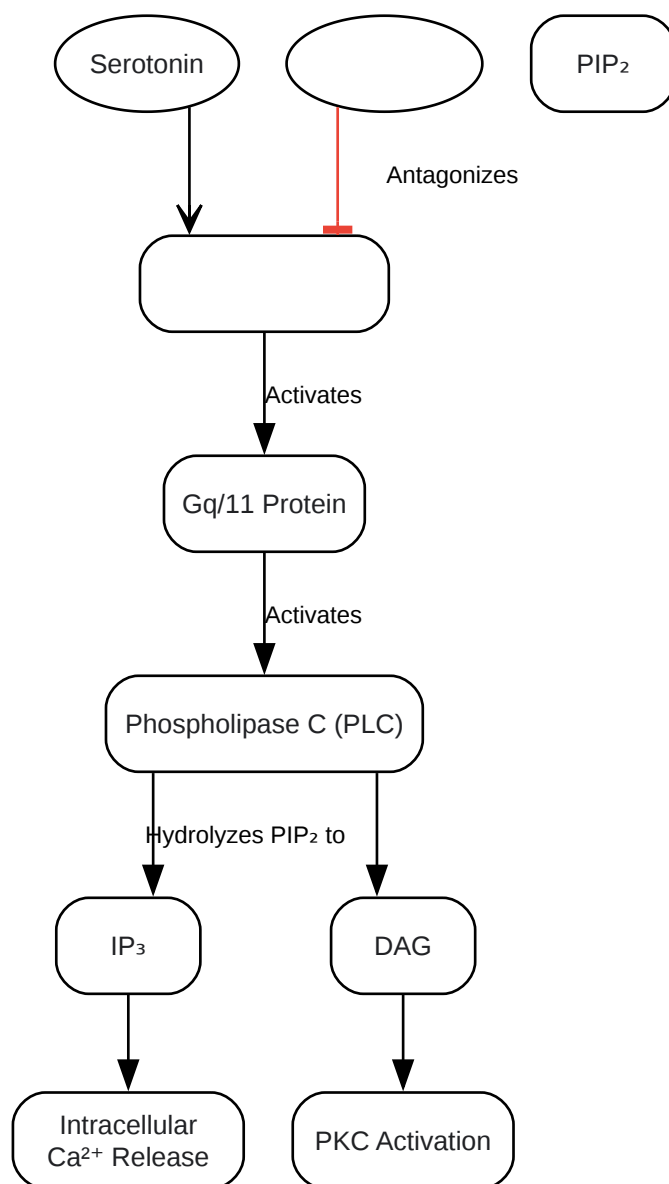 Serotonin
PIP₂
Antagonizes
Activates
Gq/11 Protein
Activates
Phospholipase C (PLC)
Hydrolyzes PIP₂ to
IP₃
DAG
Intracellular
Ca²⁺ Release
PKC Activation